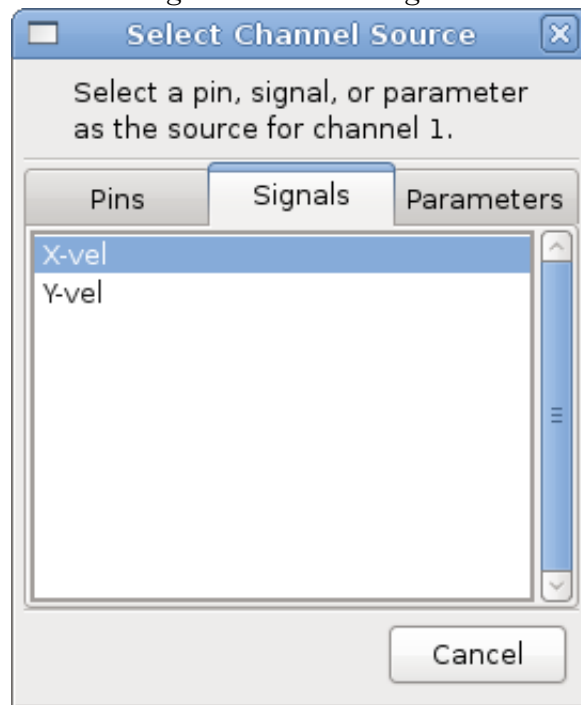 Select Channel Source
Select a pin, signal, or parameter
as the source for channel 1.
Pins Signals Parameters
X-vel
Y-vel
Cancel